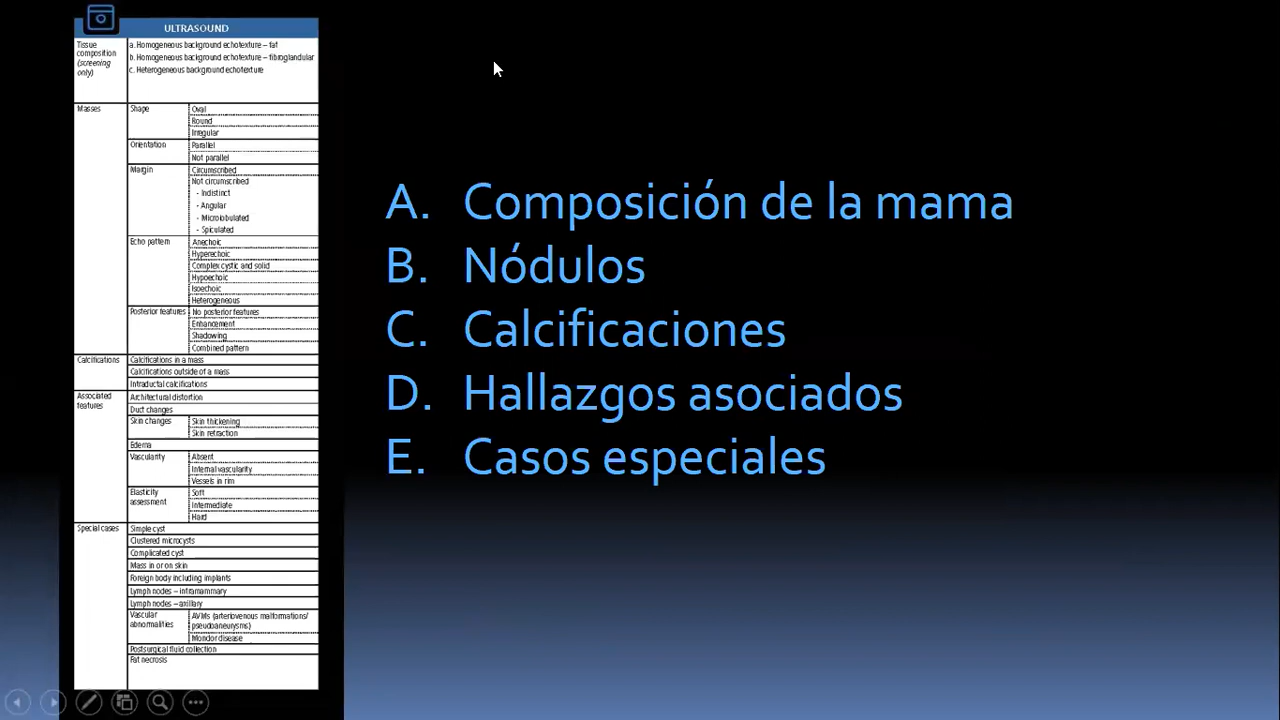 ULTRASOUND
Tissue composition (screening only)
a. Homogeneous background echotexture – fat
b. Homogeneous background echotexture – fibroglandular
c. Heterogeneous background echotexture
Masses
Shape
Oval
Round
Irregular
Orientation
Parallel
Not parallel
Margin
Circumscribed
Not circumscribed
- Indistinct
- Angular
- Microlobulated
- Spiculated
Echo pattern
Anechoic
Hyperechoic
Complex cystic and solid
Hypoechoic
Isoechoic
Heterogeneous
Posterior features
No posterior features
Enhancement
Shadowing
Combined pattern
Calcifications
Calcifications in a mass
Calcifications outside of a mass
Intraductal calcifications
Associated features
Architectural distortion
Duct changes
Skin changes
Skin thickening
Skin retraction
Edema
Vascularity
Absent
Internal vascularity
Vessels in rim
Elasticity assessment
Soft
Intermediate
Hard
Special cases
Simple cyst
Clustered microcysts
Complicated cyst
Mass in or on skin
Foreign body including implants
Lymph nodes – intramammary
Lymph nodes – axillary
Vascular abnormalities
AVMs (arteriovenous malformations/
pseudoaneurysms)
Mondor disease
Postsurgical fluid collection
Fat necrosis
A. Composición de la mama
B. Nódulos
C. Calcificaciones
D. Hallazgos asociados
E. Casos especiales